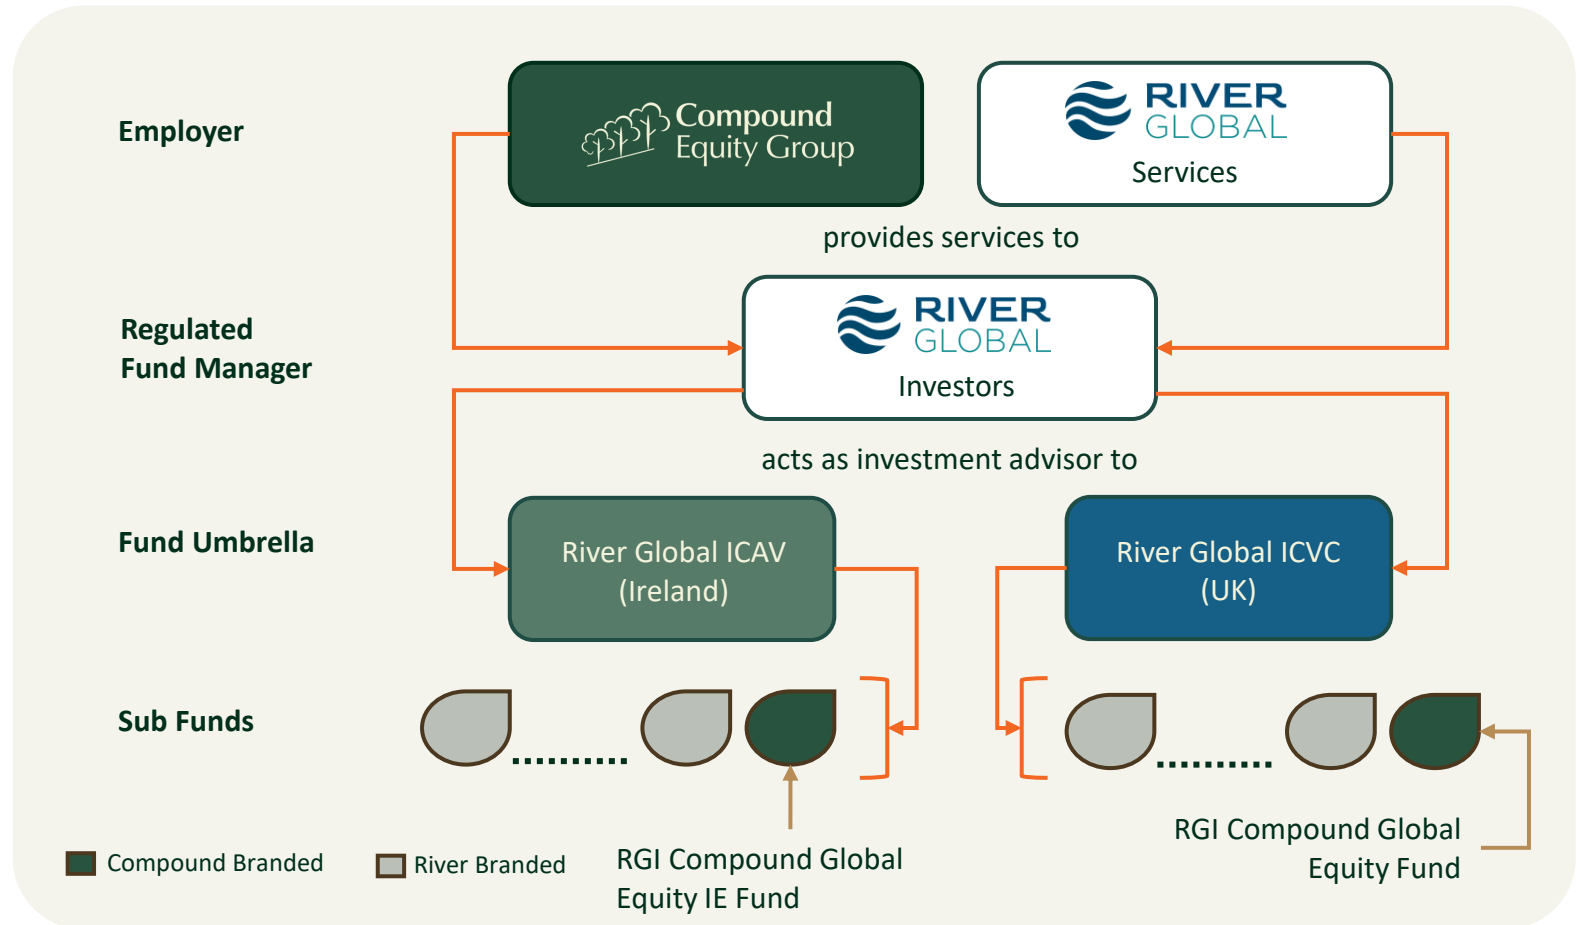 Employer
Compound
Equity Group
RIVER
GLOBAL
Services
provides services to
Regulated
Fund Manager
RIVER
GLOBAL
Investors
acts as investment advisor to
Fund Umbrella
River Global ICAV
(Ireland)
River Global ICVC
(UK)
Sub Funds
Compound Branded
River Branded
RGI Compound Global
Equity IE Fund
RGI Compound Global
Equity Fund